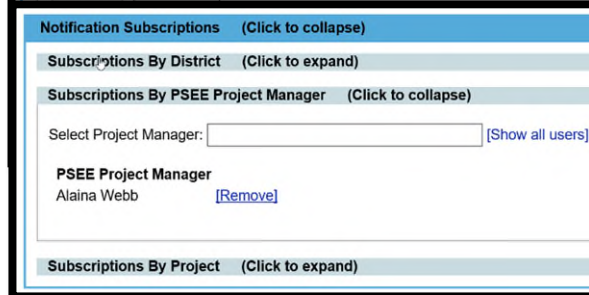 Notification Subscriptions (Click to collapse)
Subscriptions By District (Click to expand)
Subscriptions By PSEE Project Manager (Click to collapse)
Select Project Manager: [Show all users]
PSEE Project Manager
Alaina Webb [Remove]
Subscriptions By Project (Click to expand)